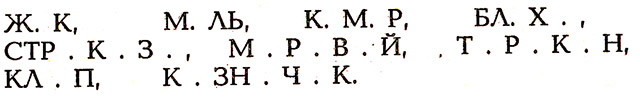 Ж. К, М. ЛЬ, К. М. Р, БЛ. Х . ,
СТР . К . З . , М . Р . В . Й, . Т . Р . К . Н,
КЛ . П, К . ЗН . Ч . К.